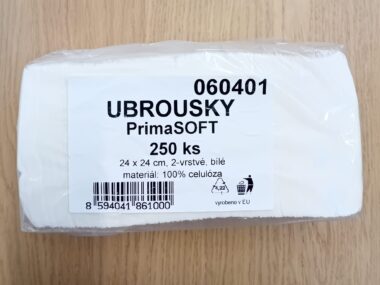 060401
UBROUSKY
PrimaSOFT
250 ks
24 x 24 cm, 2-vrstvé, bílé
materiál: 100% celulóza
8 594041 861000
vyrobeno v EU